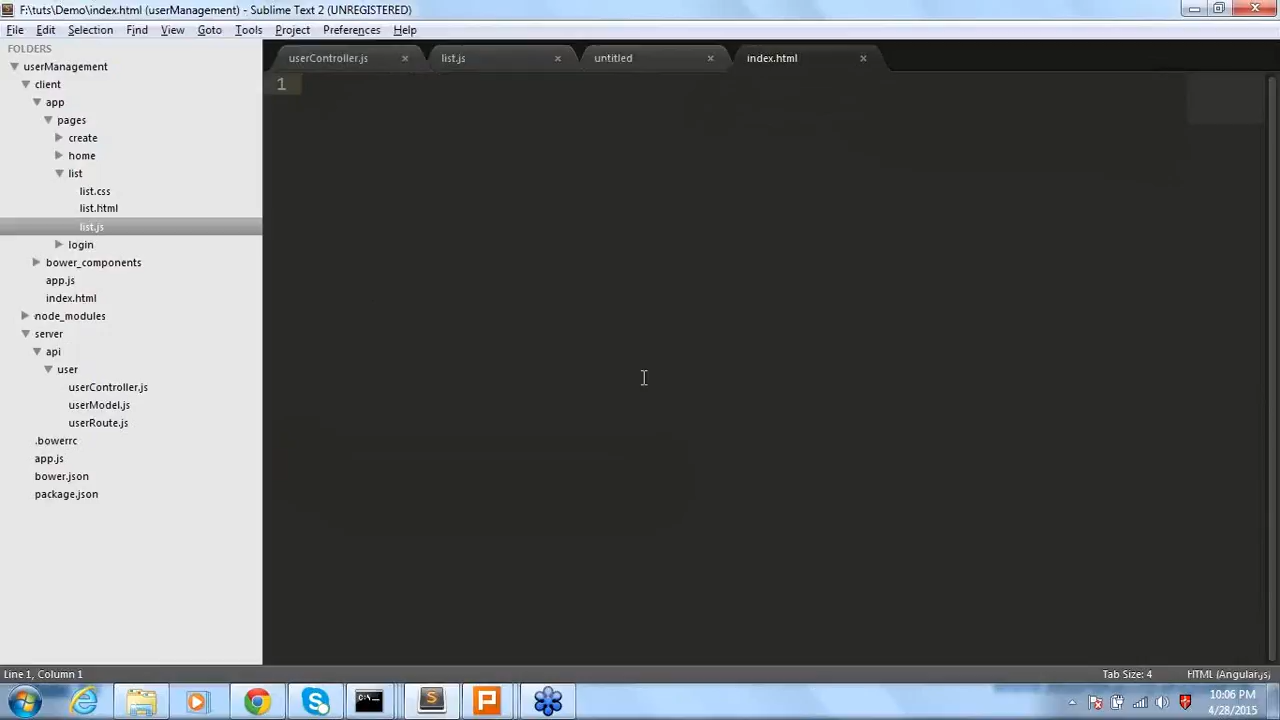 F:\tuts\Demo\index.html (userManagement) - Sublime Text 2 (UNREGISTERED)
File Edit Selection Find View Goto Tools Project Preferences Help
FOLDERS
userManagement
client
app
pages
create
home
list
list.css
list.html
list.js
login
bower_components
app.js
index.html
node_modules
server
api
user
userController.js
userModel.js
userRoute.js
.bowerrc
app.js
bower.json
package.json
userController.js list.js untitled index.html
1
Line 1, Column 1 Tab Size: 4 HTML (Angular.js)
10:06 PM
4/28/2015